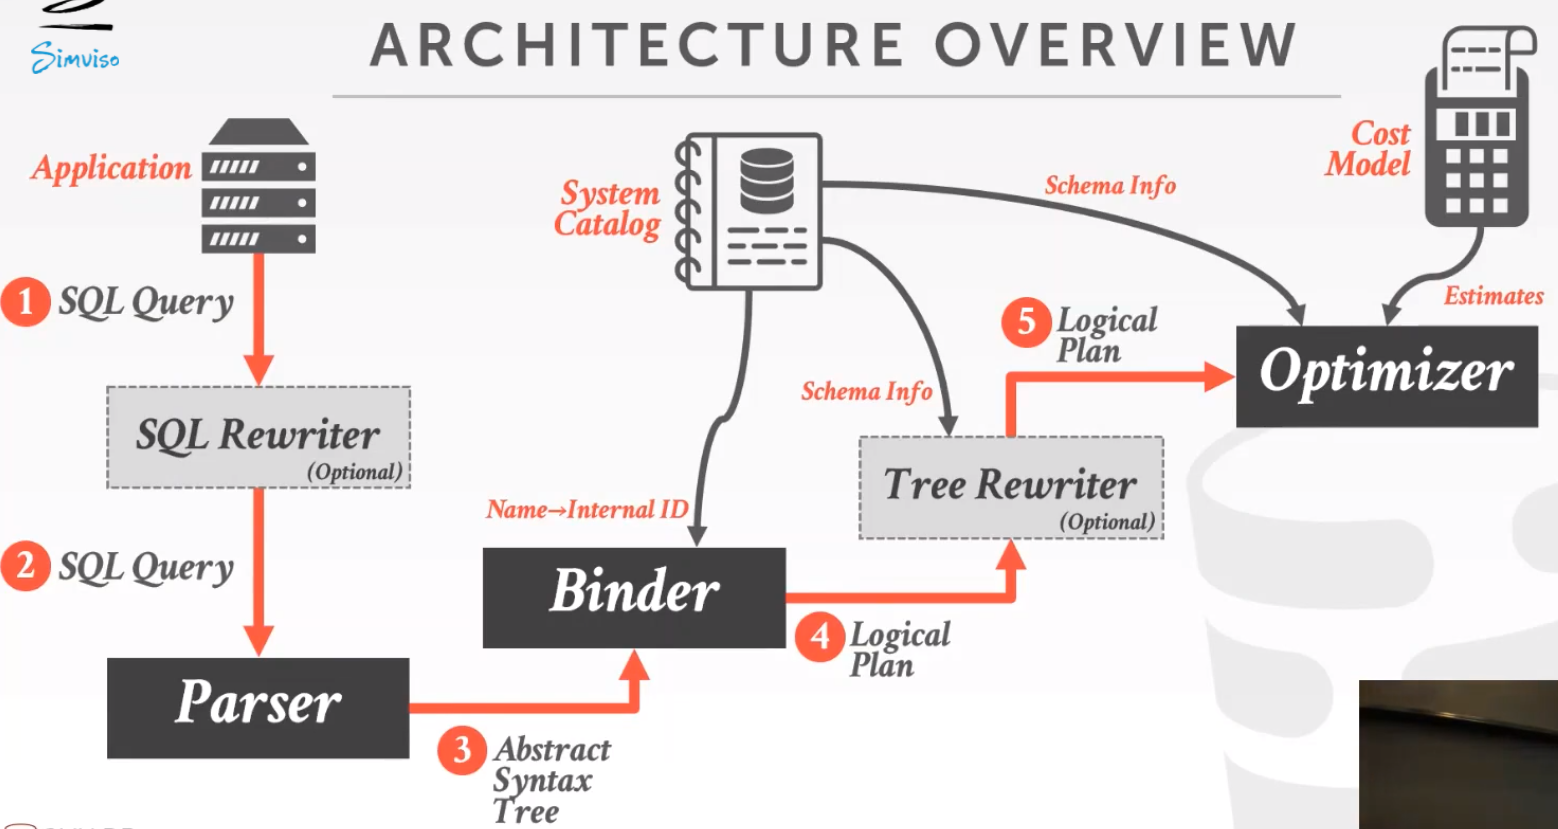 ARCHITECTURE OVERVIEW
Simviso
Application
System
Catalog
Schema Info
Cost
Model
1 SQL Query
Estimates
5 Logical
Plan
Optimizer
Schema Info
SQL Rewriter
(Optional)
Tree Rewriter
(Optional)
Name→Internal ID
2 SQL Query
Binder
4 Logical
Plan
Parser
3 Abstract
Syntax
Tree